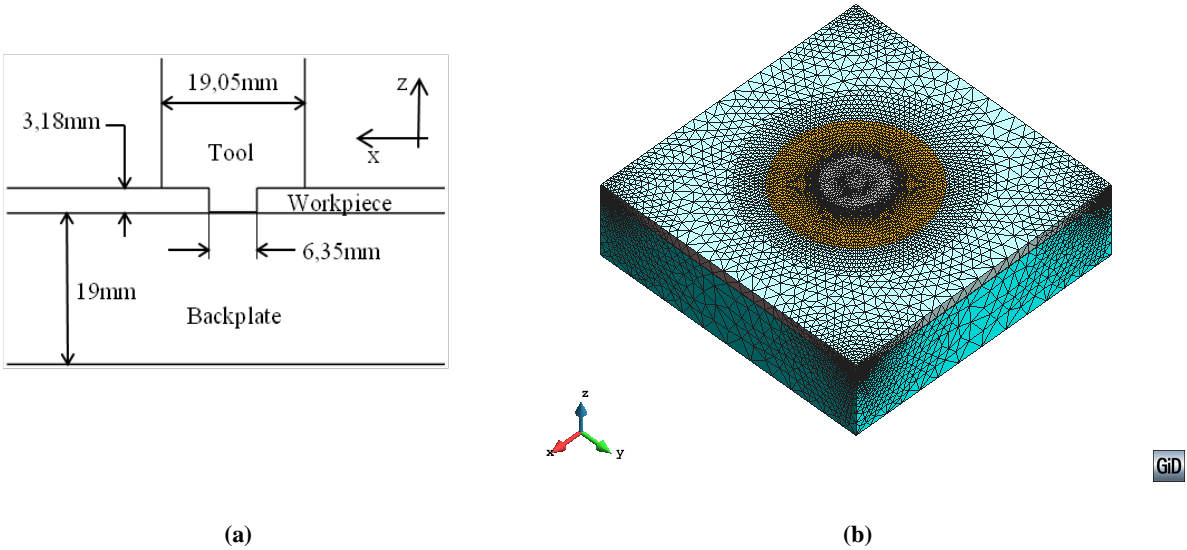 19,05mm
z
3,18mm
x
Tool
Workpiece
6,35mm
19mm
Backplate
z
x
y
GiD
(a)
(b)